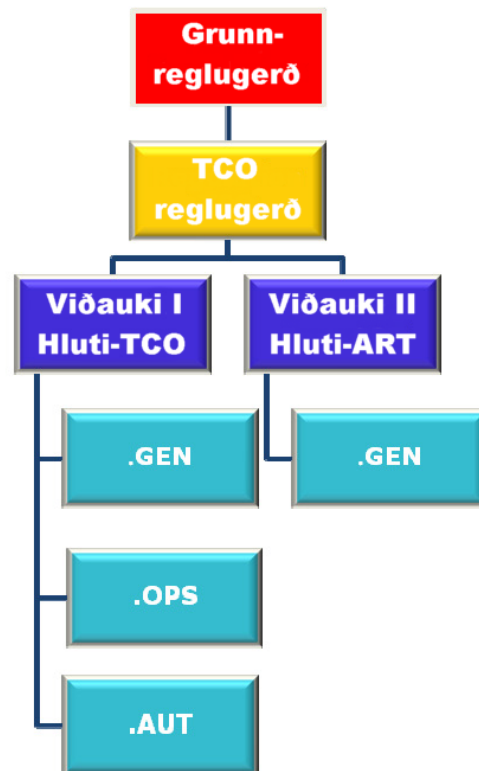 Grunn-
reglugerð
TCO
reglugerð
Viðauki I
Hluti-TCO
Viðauki II
Hluti-ART
.GEN
.GEN
.OPS
.AUT